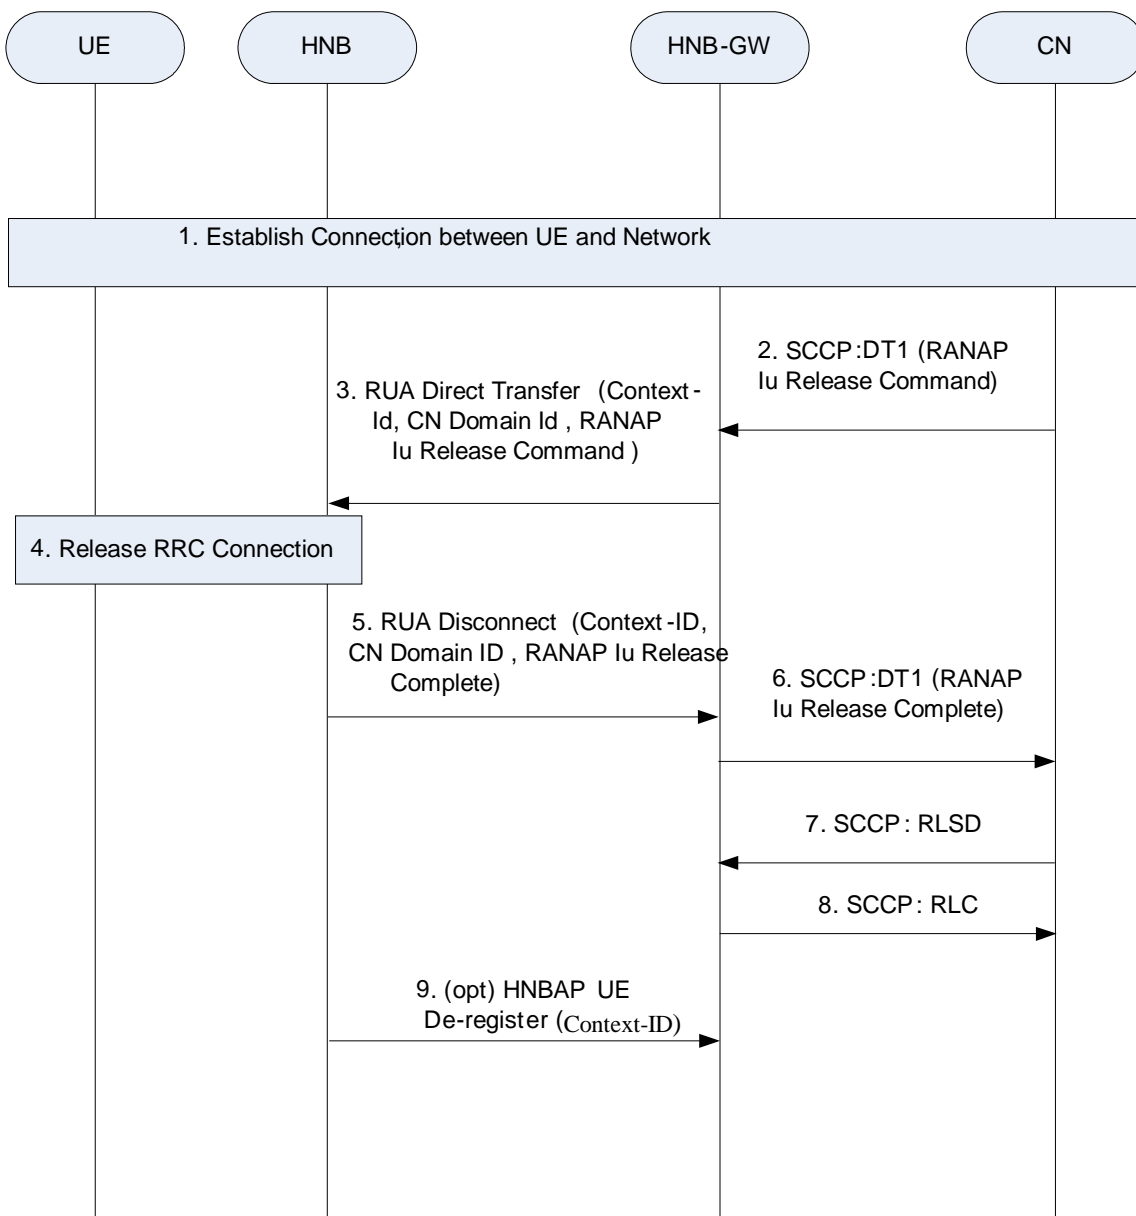 UE
HNB
HNB-GW
CN
1. Establish Connection between UE and Network
2. SCCP:DT1 (RANAP
Iu Release Command)
3. RUA Direct Transfer (Context-
Id, CN Domain Id , RANAP
Iu Release Command )
4. Release RRC Connection
5. RUA Disconnect (Context-ID,
CN Domain ID , RANAP Iu Release
Complete)
6. SCCP:DT1 (RANAP
Iu Release Complete)
7. SCCP: RLSD
8. SCCP: RLC
9. (opt) HNBAP UE
De-register (Context-ID)